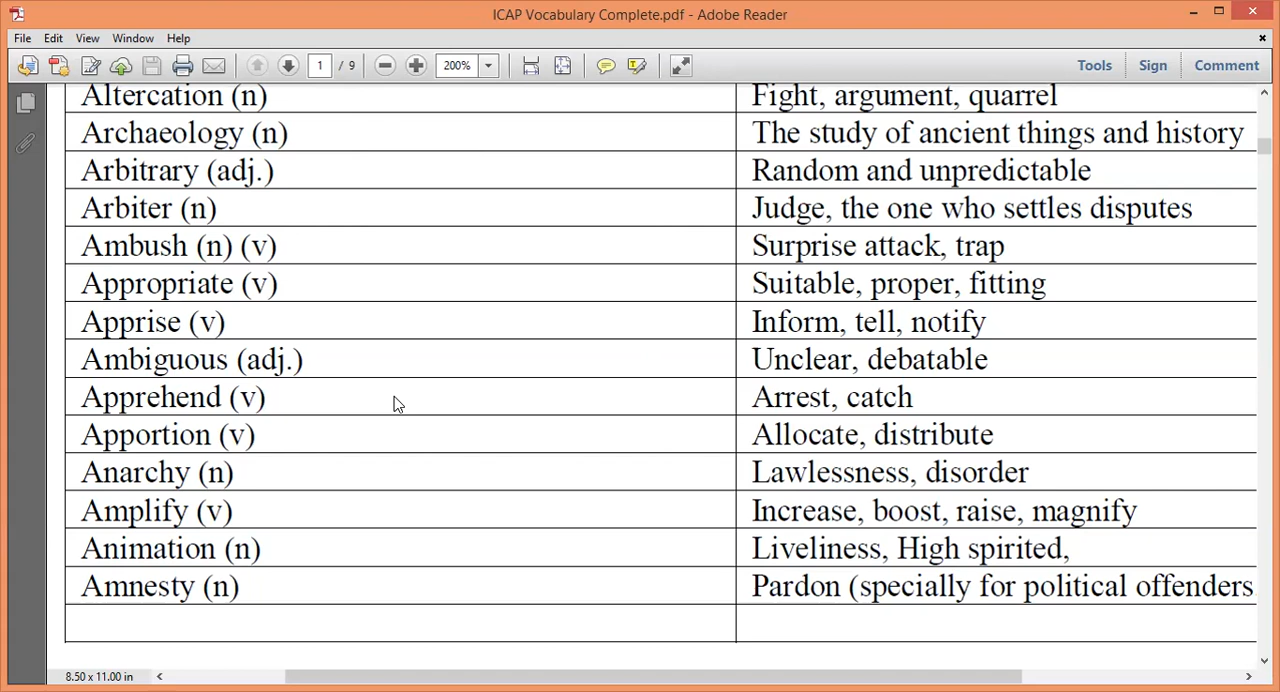 ICAP Vocabulary Complete.pdf - Adobe Reader
File Edit View Window Help
1 / 9 200% Tools Sign Comment
Altercation (n) Fight, argument, quarrel
Archaeology (n) The study of ancient things and history
Arbitrary (adj.) Random and unpredictable
Arbiter (n) Judge, the one who settles disputes
Ambush (n) (v) Surprise attack, trap
Appropriate (v) Suitable, proper, fitting
Apprise (v) Inform, tell, notify
Ambiguous (adj.) Unclear, debatable
Apprehend (v) Arrest, catch
Apportion (v) Allocate, distribute
Anarchy (n) Lawlessness, disorder
Amplify (v) Increase, boost, raise, magnify
Animation (n) Liveliness, High spirited,
Amnesty (n) Pardon (specially for political offenders
8.50 x 11.00 in